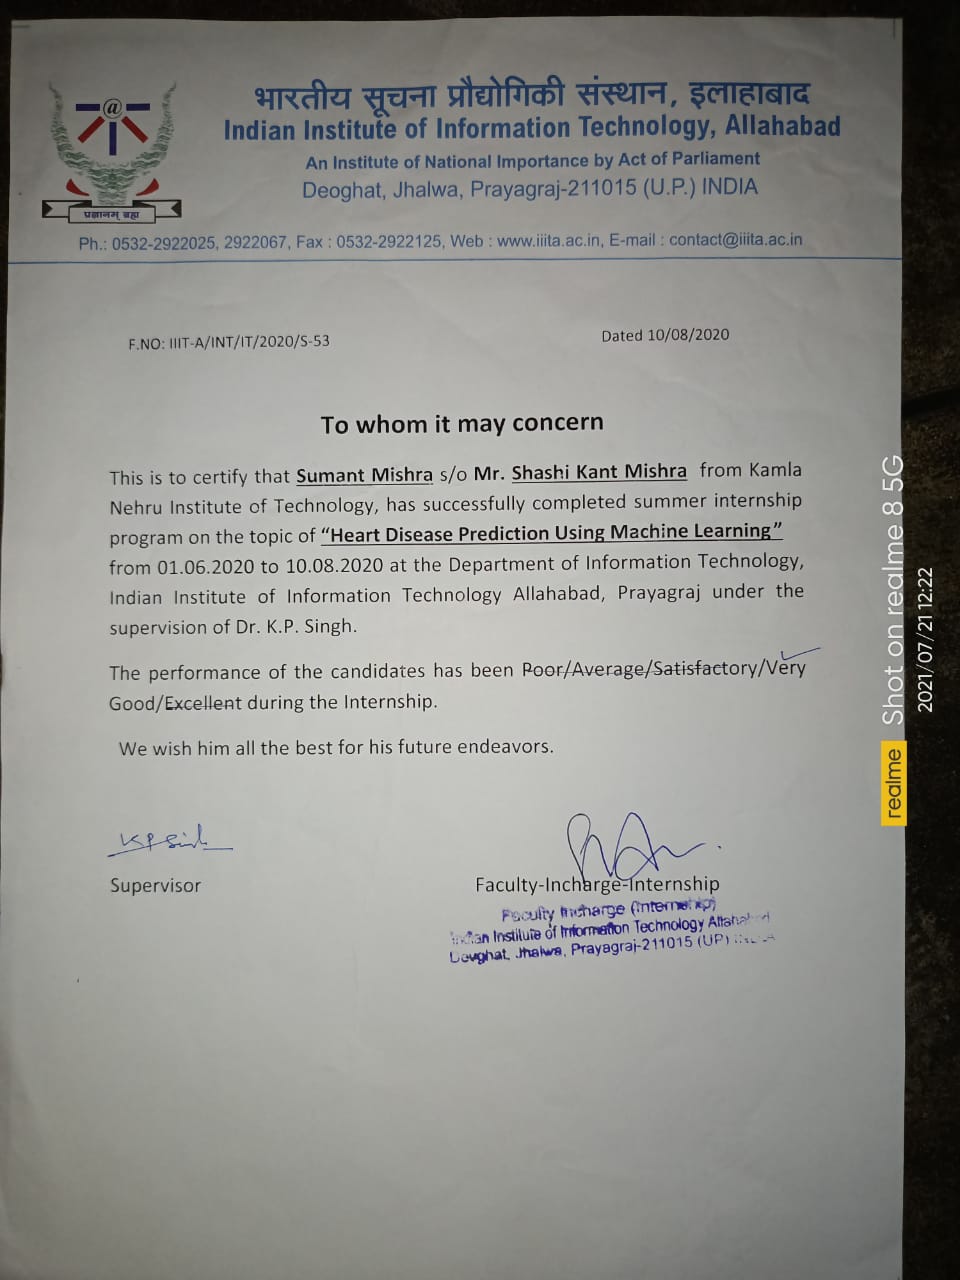 भारतीय सूचना प्रौद्योगिकी संस्थान, इलाहाबाद
Indian Institute of Information Technology, Allahabad
An Institute of National Importance by Act of Parliament
Deoghat, Jhalwa, Prayagraj-211015 (U.P.) INDIA
@
प्रज्ञानम् ब्रह्म
Ph.: 0532-2922025, 2922067, Fax : 0532-2922125, Web : www.iiita.ac.in, E-mail : contact@iiita.ac.in
F.NO: IIIT-A/INT/IT/2020/S-53
Dated 10/08/2020
To whom it may concern
This is to certify that Sumant Mishra s/o Mr. Shashi Kant Mishra from Kamla
Nehru Institute of Technology, has successfully completed summer internship
program on the topic of “Heart Disease Prediction Using Machine Learning”
from 01.06.2020 to 10.08.2020 at the Department of Information Technology,
Indian Institute of Information Technology Allahabad, Prayagraj under the
supervision of Dr. K.P. Singh.
The performance of the candidates has been Poor/Average/Satisfactory/Very
Good/Excellent during the Internship.
We wish him all the best for his future endeavors.
KP Singh
Supervisor
Faculty-Incharge-Internship
Faculty Incharge (Internship)
Indian Institute of Information Technology Allahabad
Deoghat, Jhalwa, Prayagraj-211015 (UP)
realme Shot on realme 8 5G
2021/07/21 12:22